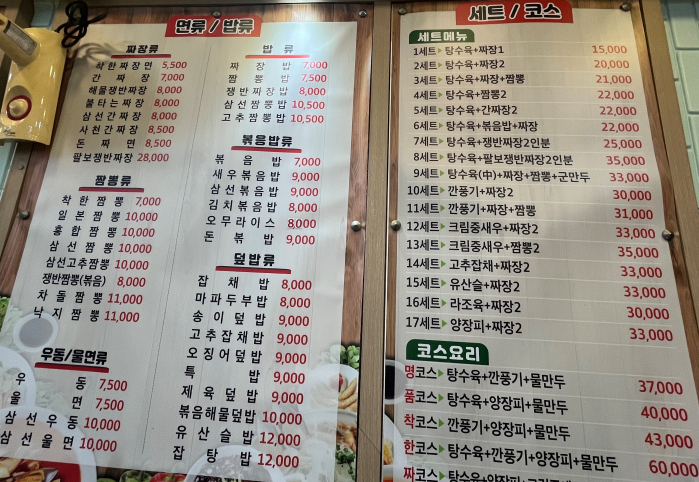 면류 / 밥류
짜장류
착한짜장면 5,500
간짜장 7,000
해물쟁반짜장 8,000
불타는짜장 8,000
삼선간짜장 8,000
사천간짜장 8,500
돈짜면 8,500
팔보쟁반짜장 28,000
짬뽕류
착한짬뽕 7,000
일본짬뽕 10,000
홍합짬뽕 10,000
삼선짬뽕 10,000
삼선고추짬뽕 10,000
쟁반짬뽕(볶음) 8,000
차돌짬뽕 11,000
낙지짬뽕 11,000
우동/물면류
우동 7,500
울면 7,500
삼선우동 10,000
삼선울면 10,000
밥류
짜장밥 7,000
짬뽕밥 7,500
쟁반짜장밥 8,000
삼선짬뽕밥 10,500
고추짬뽕밥 10,500
볶음밥류
볶음밥 7,000
새우볶음밥 9,000
삼선볶음밥 9,000
김치볶음밥 8,000
오므라이스 8,000
돈볶밥 9,000
덮밥류
잡채밥 8,000
마파두부밥 8,000
송이덮밥 9,000
고추잡채밥 9,000
오징어덮밥 9,000
특밥 9,000
제육덮밥 9,000
볶음해물덮밥 10,000
유산슬밥 12,000
잡탕밥 12,000
세트 / 코스
세트메뉴
1세트▶탕수육+짜장1 15,000
2세트▶탕수육+짜장2 20,000
3세트▶탕수육+짜장+짬뽕 21,000
4세트▶탕수육+짬뽕2 22,000
5세트▶탕수육+간짜장2 22,000
6세트▶탕수육+볶음밥+짜장 22,000
7세트▶탕수육+쟁반짜장2인분 25,000
8세트▶탕수육+팔보쟁반짜장2인분 35,000
9세트▶탕수육(中)+짜장+짬뽕+군만두 33,000
10세트▶깐풍기+짜장2 30,000
11세트▶깐풍기+짜장+짬뽕 31,000
12세트▶크림중새우+짜장2 33,000
13세트▶크림중새우+짬뽕2 35,000
14세트▶고추잡채+짜장2 33,000
15세트▶유산슬+짜장2 33,000
16세트▶라조육+짜장2 30,000
17세트▶양장피+짜장2 33,000
코스요리
명코스▶탕수육+깐풍기+물만두 37,000
품코스▶탕수육+양장피+물만두 40,000
착코스▶깐풍기+양장피+물만두 43,000
한코스▶탕수육+깐풍기+양장피+물만두 60,000
짜코스▶탕수육+양장피+